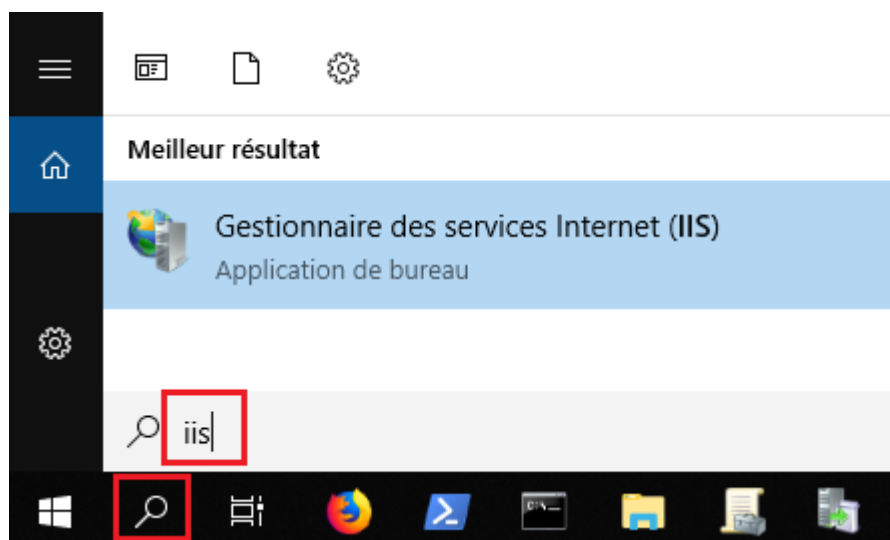 Meilleur résultat
Gestionnaire des services Internet (IIS)
Application de bureau
iis